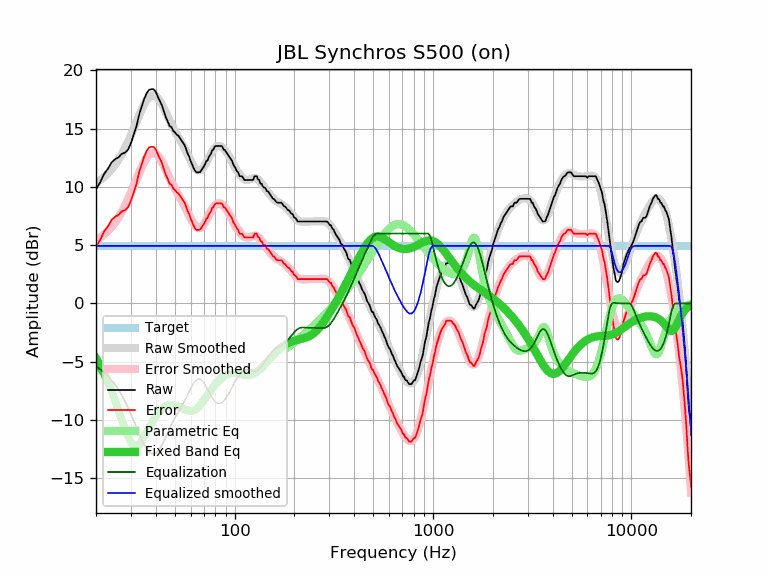 JBL Synchros S500 (on)
20
15
10
5
0
−5
−10
−15
Amplitude (dBr)
Target
Raw Smoothed
Error Smoothed
Raw
Error
Parametric Eq
Fixed Band Eq
Equalization
Equalized smoothed
100
1000
10000
Frequency (Hz)